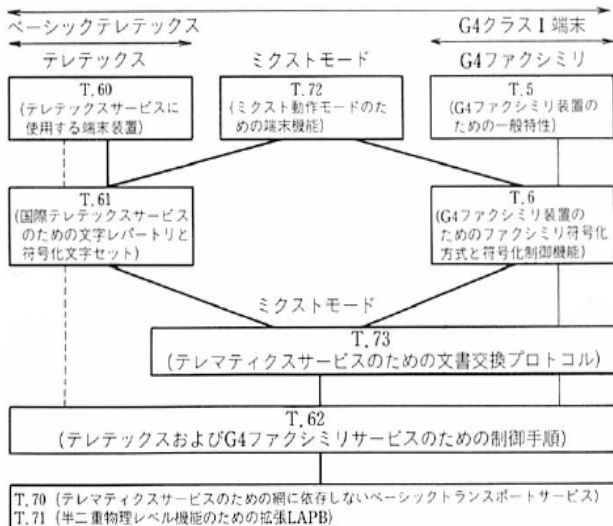 ベーシックテレテックス
G4クラスⅠ端末
テレテックス
ミクストモード
G4ファクシミリ
T.60
(テレテックスサービスに
使用する端末装置)
T.72
(ミクスト動作モードのた
めの端末機能)
T.5
(G4ファクシミリ装置の
ための一般特性)
T.61
(国際テレテックスサービス
のための文字レパートリと
符号化文字セット)
T.6
(G4ファクシミリ装置
のためのファクシミリ符号化
方式と符号化制御機能)
ミクストモード
T.73
(テレマティクスサービスのための文書交換プロトコル)
T.62
(テレテックスおよびG4ファクシミリサービスのための制御手順)
T.70 (テレマティクスサービスのための網に依存しないベーシックトランスポートサービス)
T.71 (半二重物理レベル機能のための拡張LAPB)